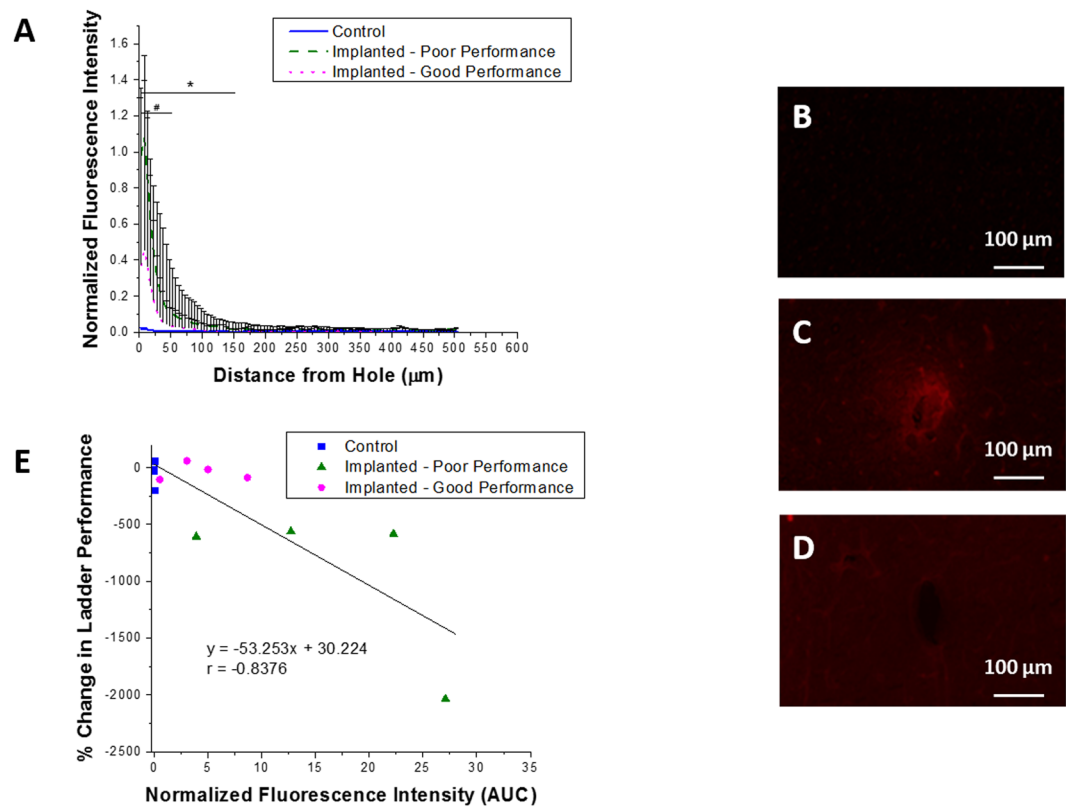 A
Control
Implanted - Poor Performance
Implanted - Good Performance
*
#
1.6
1.4
1.2
1.0
0.8
0.6
0.4
0.2
0.0
Normalized Fluorescence Intensity
0 50 100 150 200 250 300 350 400 450 500 550 600
Distance from Hole (μm)
B
100 μm
C
100 μm
D
100 μm
E
Control
Implanted - Poor Performance
Implanted - Good Performance
0
-500
-1000
-1500
-2000
-2500
% Change in Ladder Performance
y = -53.253x + 30.224
r = -0.8376
0 5 10 15 20 25 30 35
Normalized Fluorescence Intensity (AUC)